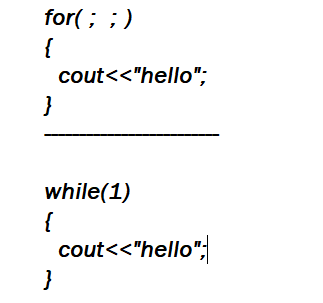 for( ; ; )
{
cout<<"hello";
}
-------------------------
while(1)
{
cout<<"hello";
}